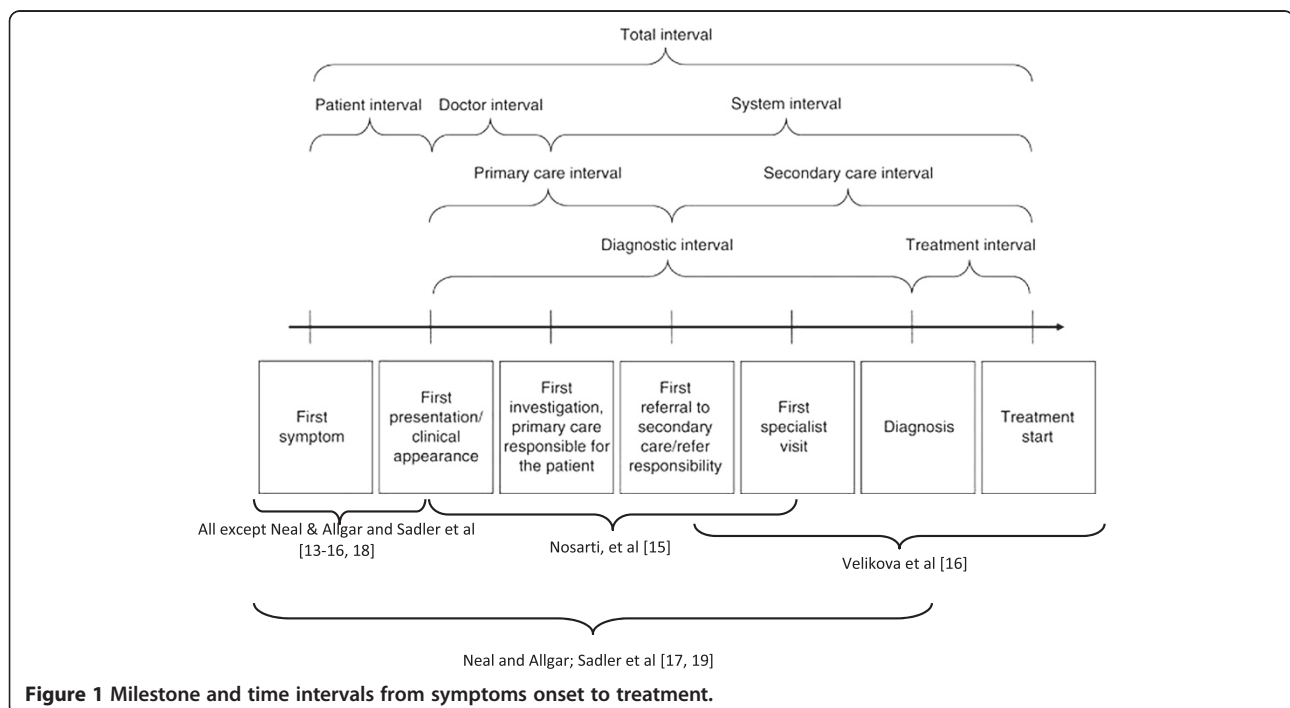 Total interval
Patient interval Doctor interval System interval
Primary care interval Secondary care interval
Diagnostic interval Treatment interval
First
symptom
First
presentation/
clinical
appearance
First
investigation,
primary care
responsible for
the patient
First
referral to
secondary
care/refer
responsibility
First
specialist
visit
Diagnosis
Treatment
start
All except Neal & Allgar and Sadler et al
[13-16, 18]
Nosarti, et al [15]
Velikova et al [16]
Neal and Allgar; Sadler et al [17, 19]
Figure 1 Milestone and time intervals from symptoms onset to treatment.